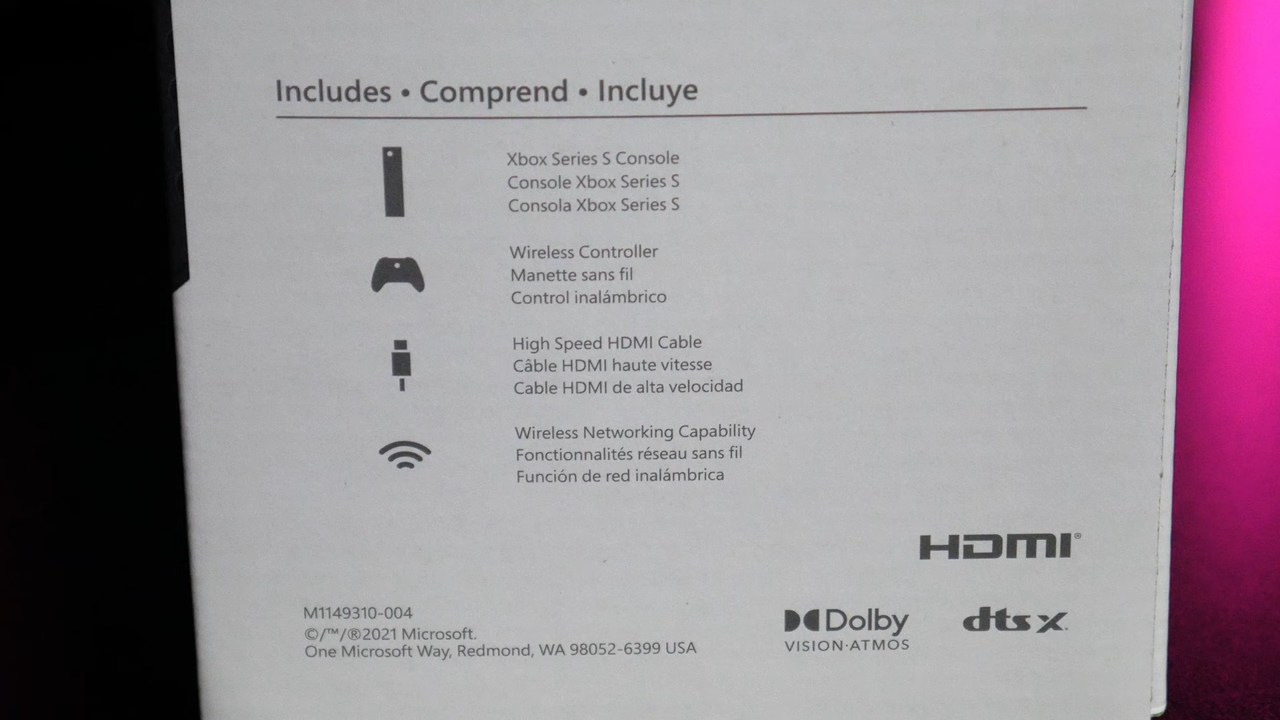 Includes • Comprend • Incluye
Xbox Series S Console
Console Xbox Series S
Consola Xbox Series S
Wireless Controller
Manette sans fil
Control inalámbrico
High Speed HDMI Cable
Câble HDMI haute vitesse
Cable HDMI de alta velocidad
Wireless Networking Capability
Fonctionnalités réseau sans fil
Función de red inalámbrica
HDMI®
M1149310-004
©/™/®2021 Microsoft.
One Microsoft Way, Redmond, WA 98052-6399 USA
Dolby
VISION·ATMOS
dts x